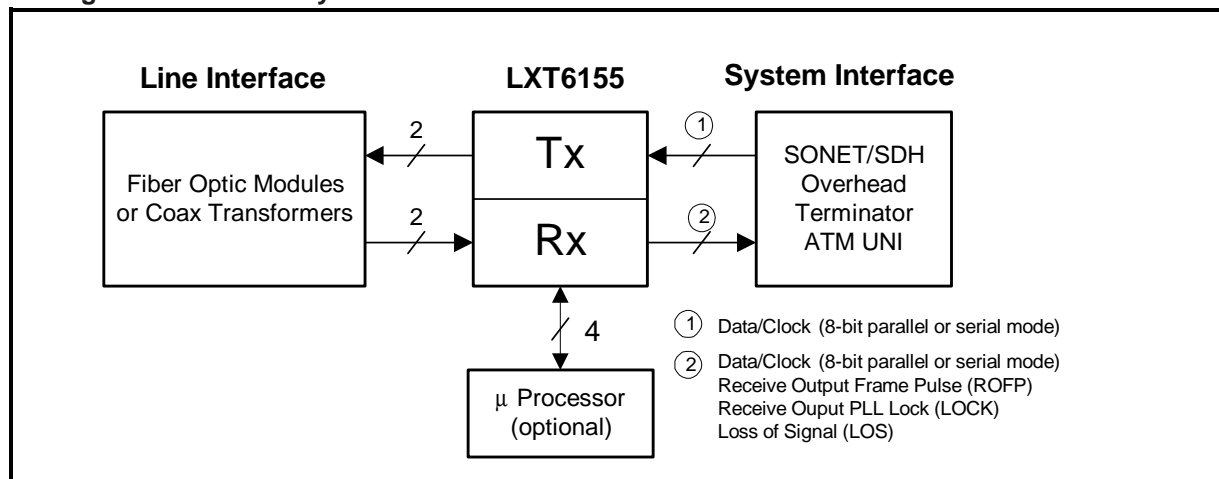 Line Interface
LXT6155
System Interface
Fiber Optic Modules
or Coax Transformers
2
2
Tx
Rx
1
2
SONET/SDH
Overhead
Terminator
ATM UNI
4
μ Processor
(optional)
1 Data/Clock (8-bit parallel or serial mode)
2 Data/Clock (8-bit parallel or serial mode)
Receive Output Frame Pulse (ROFP)
Receive Ouput PLL Lock (LOCK)
Loss of Signal (LOS)